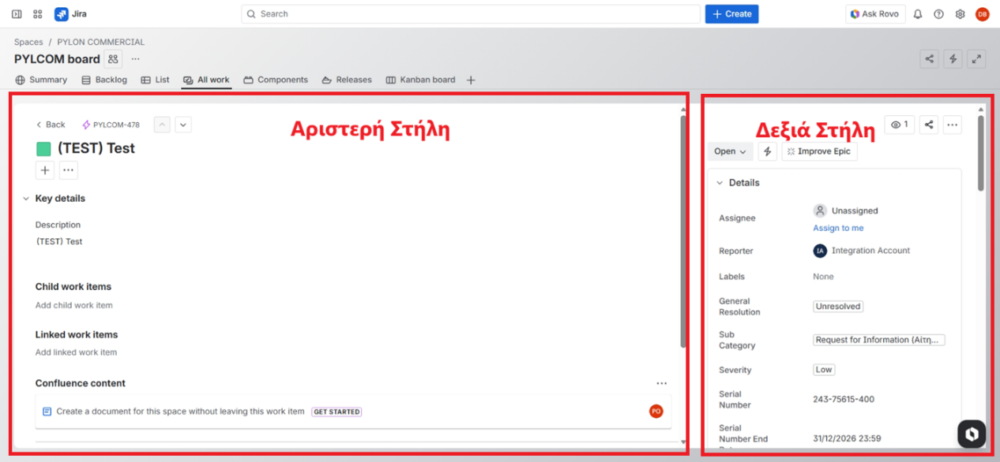 Jira
Search
+ Create
Ask Rovo
DB
Spaces / PYLON COMMERCIAL
PYLCOM board
Summary
Backlog
List
All work
Components
Releases
Kanban board
Αριστερή Στήλη
Back
PYLCOM-478
(TEST) Test
Key details
Description
(TEST) Test
Child work items
Add child work item
Linked work items
Add linked work item
Confluence content
Create a document for this space without leaving this work item GET STARTED
PO
Δεξιά Στήλη
1
Open
Improve Epic
Details
Assignee
Unassigned
Assign to me
Reporter
IA Integration Account
Labels
None
General
Resolution
Unresolved
Sub
Category
Request for Information (Αίτη...
Severity
Low
Serial
Number
243-75615-400
Serial
Number End
31/12/2026 23:59